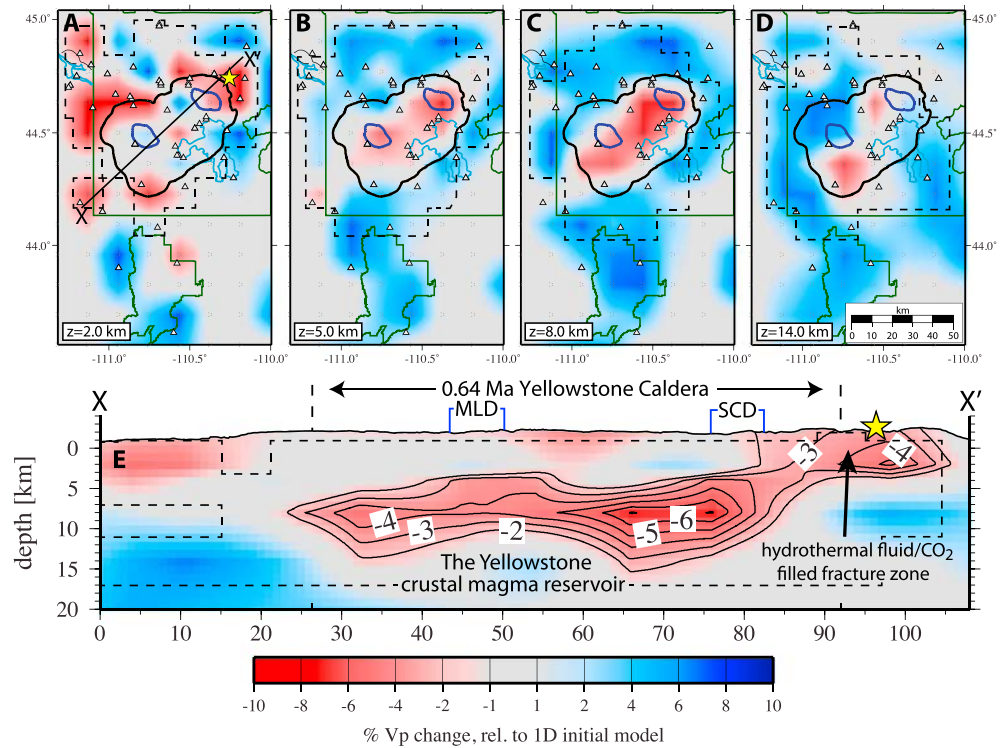 A
B
C
D
45.0°
44.5°
44.0°
45.0°
44.5°
44.0°
X'
X
z=2.0 km
z=5.0 km
z=8.0 km
z=14.0 km
km
0 10 20 30 40 50
-111.0° -110.5° -110.0°
-111.0° -110.5° -110.0°
-111.0° -110.5° -110.0°
-111.0° -110.5° -110.0°
X
0.64 Ma Yellowstone Caldera
X'
MLD
SCD
E
depth [km]
0
5
10
15
20
-3
-4
-4
-3
-2
-5
-6
The Yellowstone
crustal magma reservoir
hydrothermal fluid/CO2
filled fracture zone
0 10 20 30 40 50 60 70 80 90 100
-10 -8 -6 -4 -2 -1 1 2 4 6 8 10
% Vp change, rel. to 1D initial model